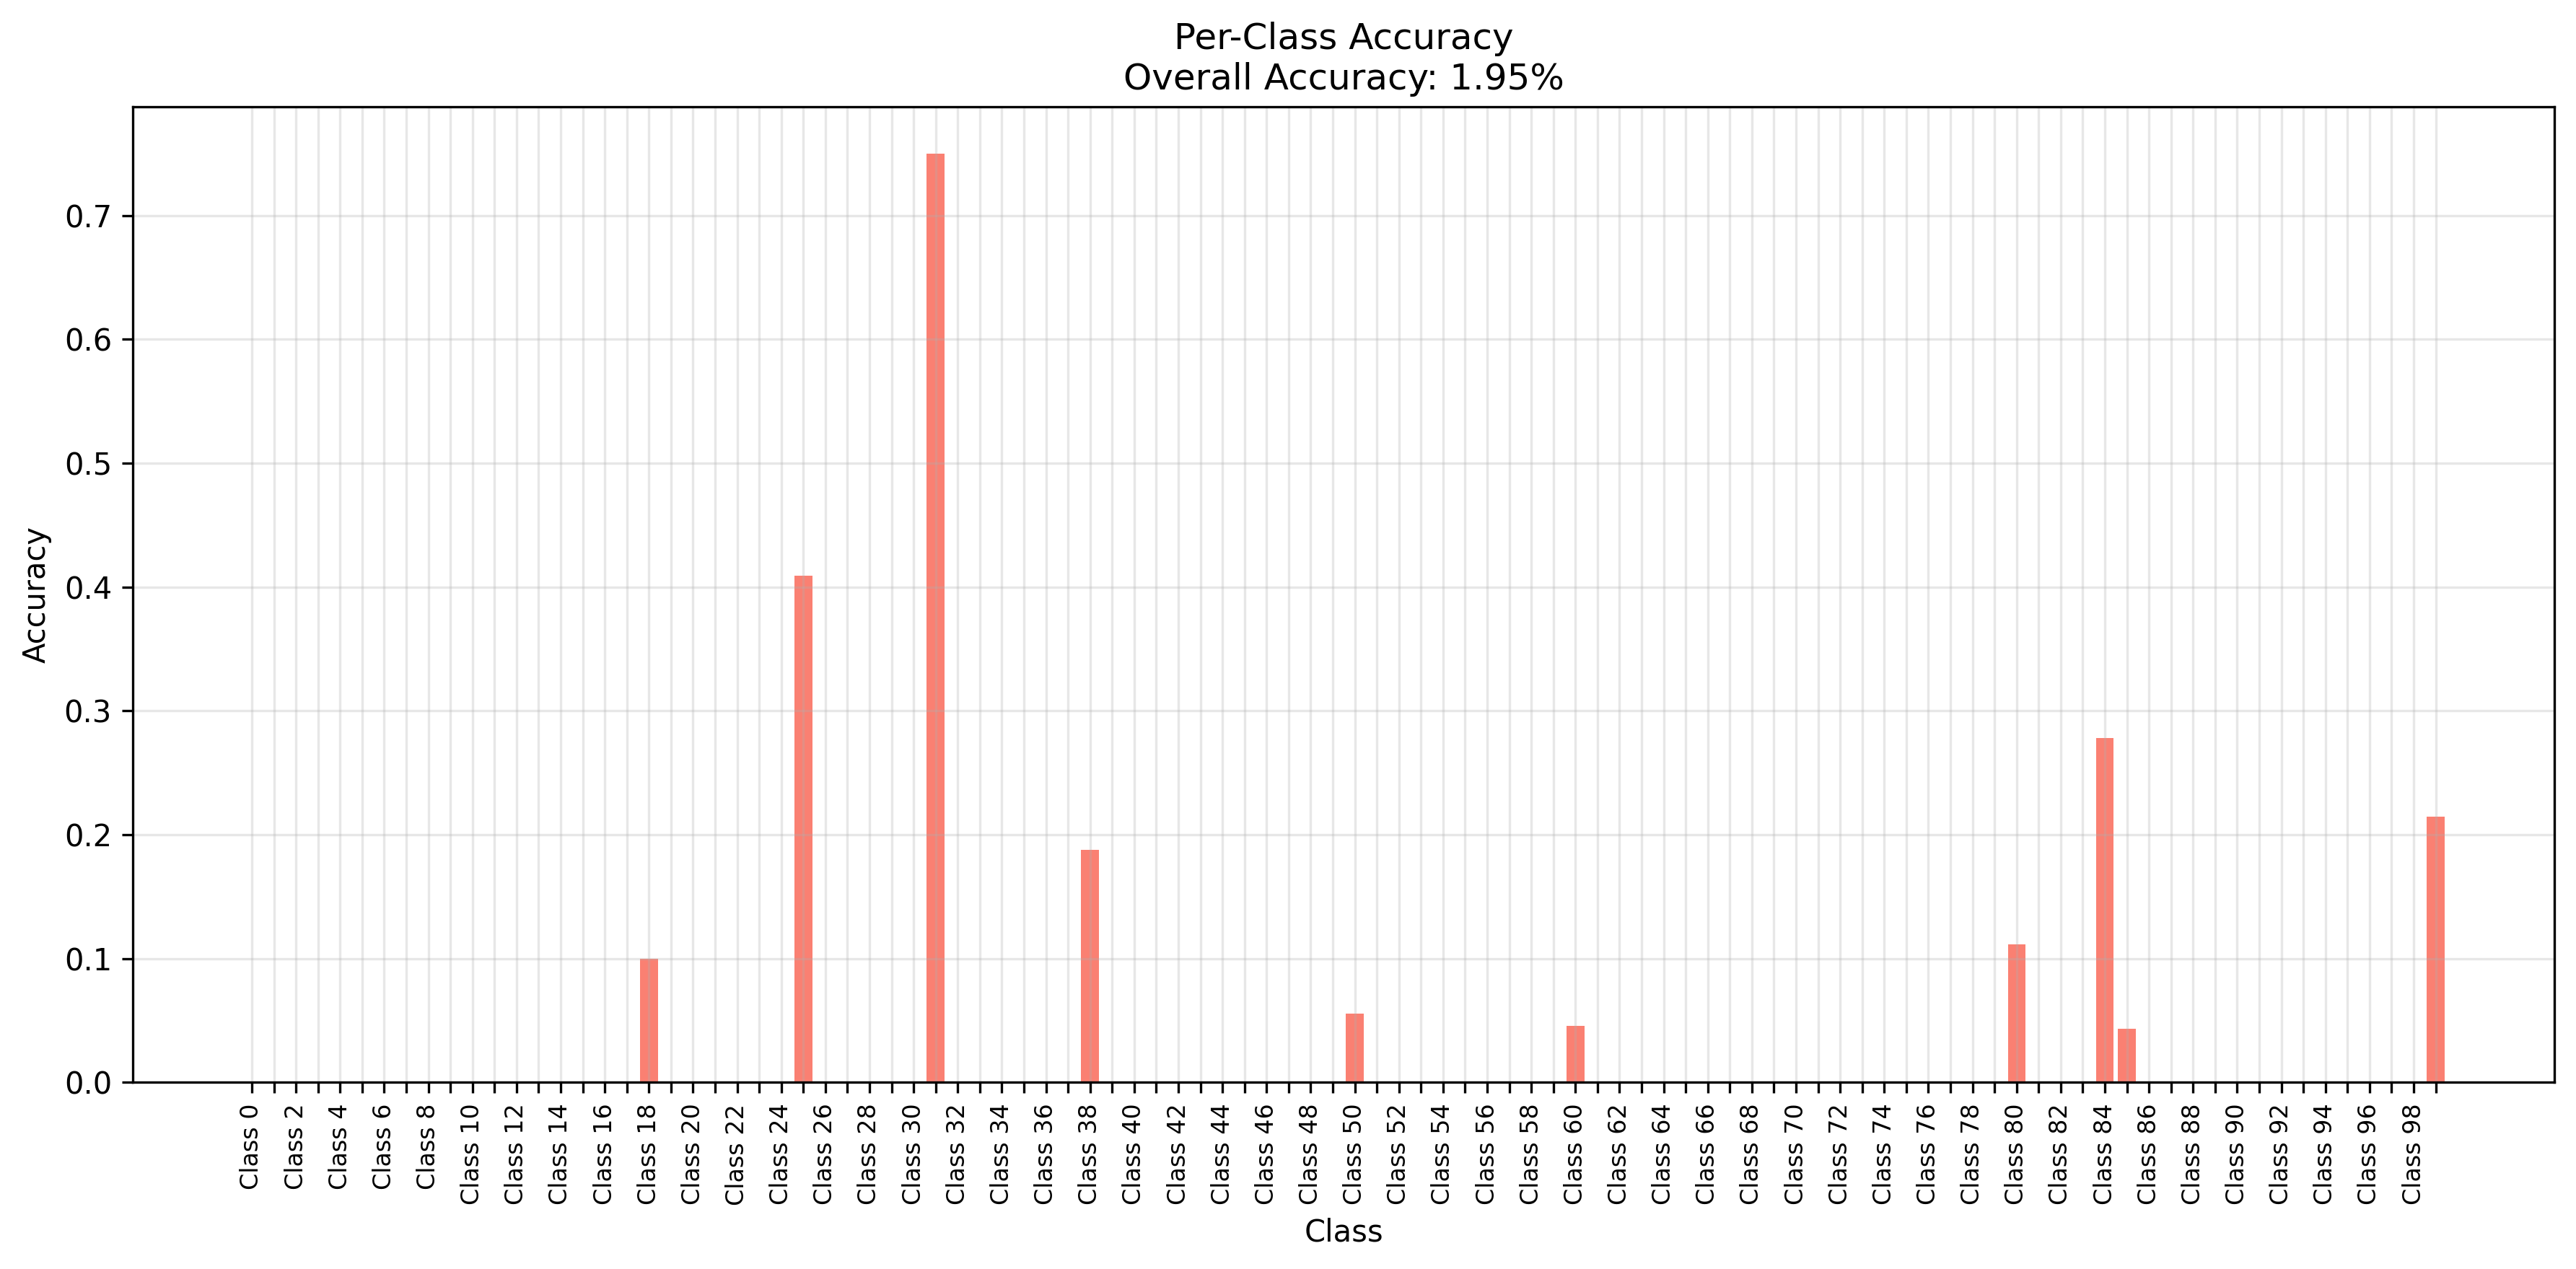 Per-Class Accuracy
Overall Accuracy: 1.95%
Accuracy
0.7
0.6
0.5
0.4
0.3
0.2
0.1
0.0
Class 0
Class 2
Class 4
Class 6
Class 8
Class 10
Class 12
Class 14
Class 16
Class 18
Class 20
Class 22
Class 24
Class 26
Class 28
Class 30
Class 32
Class 34
Class 36
Class 38
Class 40
Class 42
Class 44
Class 46
Class 48
Class 50
Class 52
Class 54
Class 56
Class 58
Class 60
Class 62
Class 64
Class 66
Class 68
Class 70
Class 72
Class 74
Class 76
Class 78
Class 80
Class 82
Class 84
Class 86
Class 88
Class 90
Class 92
Class 94
Class 96
Class 98
Class